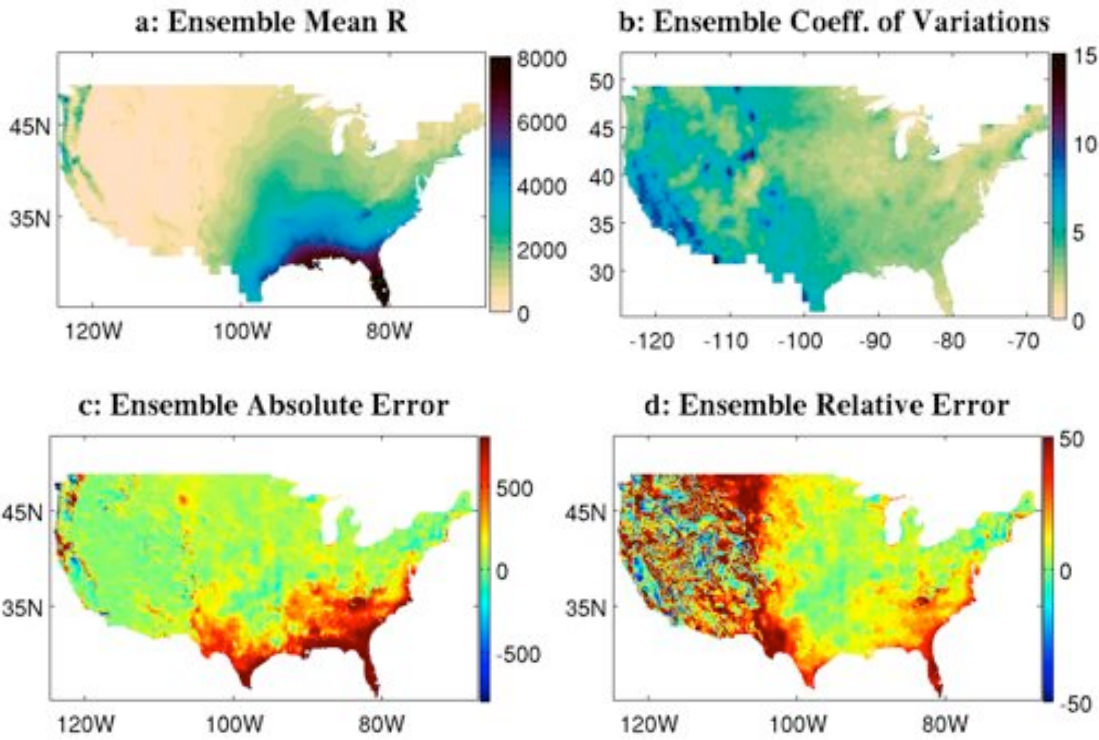 a: Ensemble Mean R
b: Ensemble Coeff. of Variations
8000
6000
4000
2000
0
45N
35N
120W 100W 80W
50
45
40
35
30
15
10
5
0
-120 -110 -100 -90 -80 -70
c: Ensemble Absolute Error
d: Ensemble Relative Error
45N
35N
500
0
-500
120W 100W 80W
45N
35N
50
0
-50
120W 100W 80W